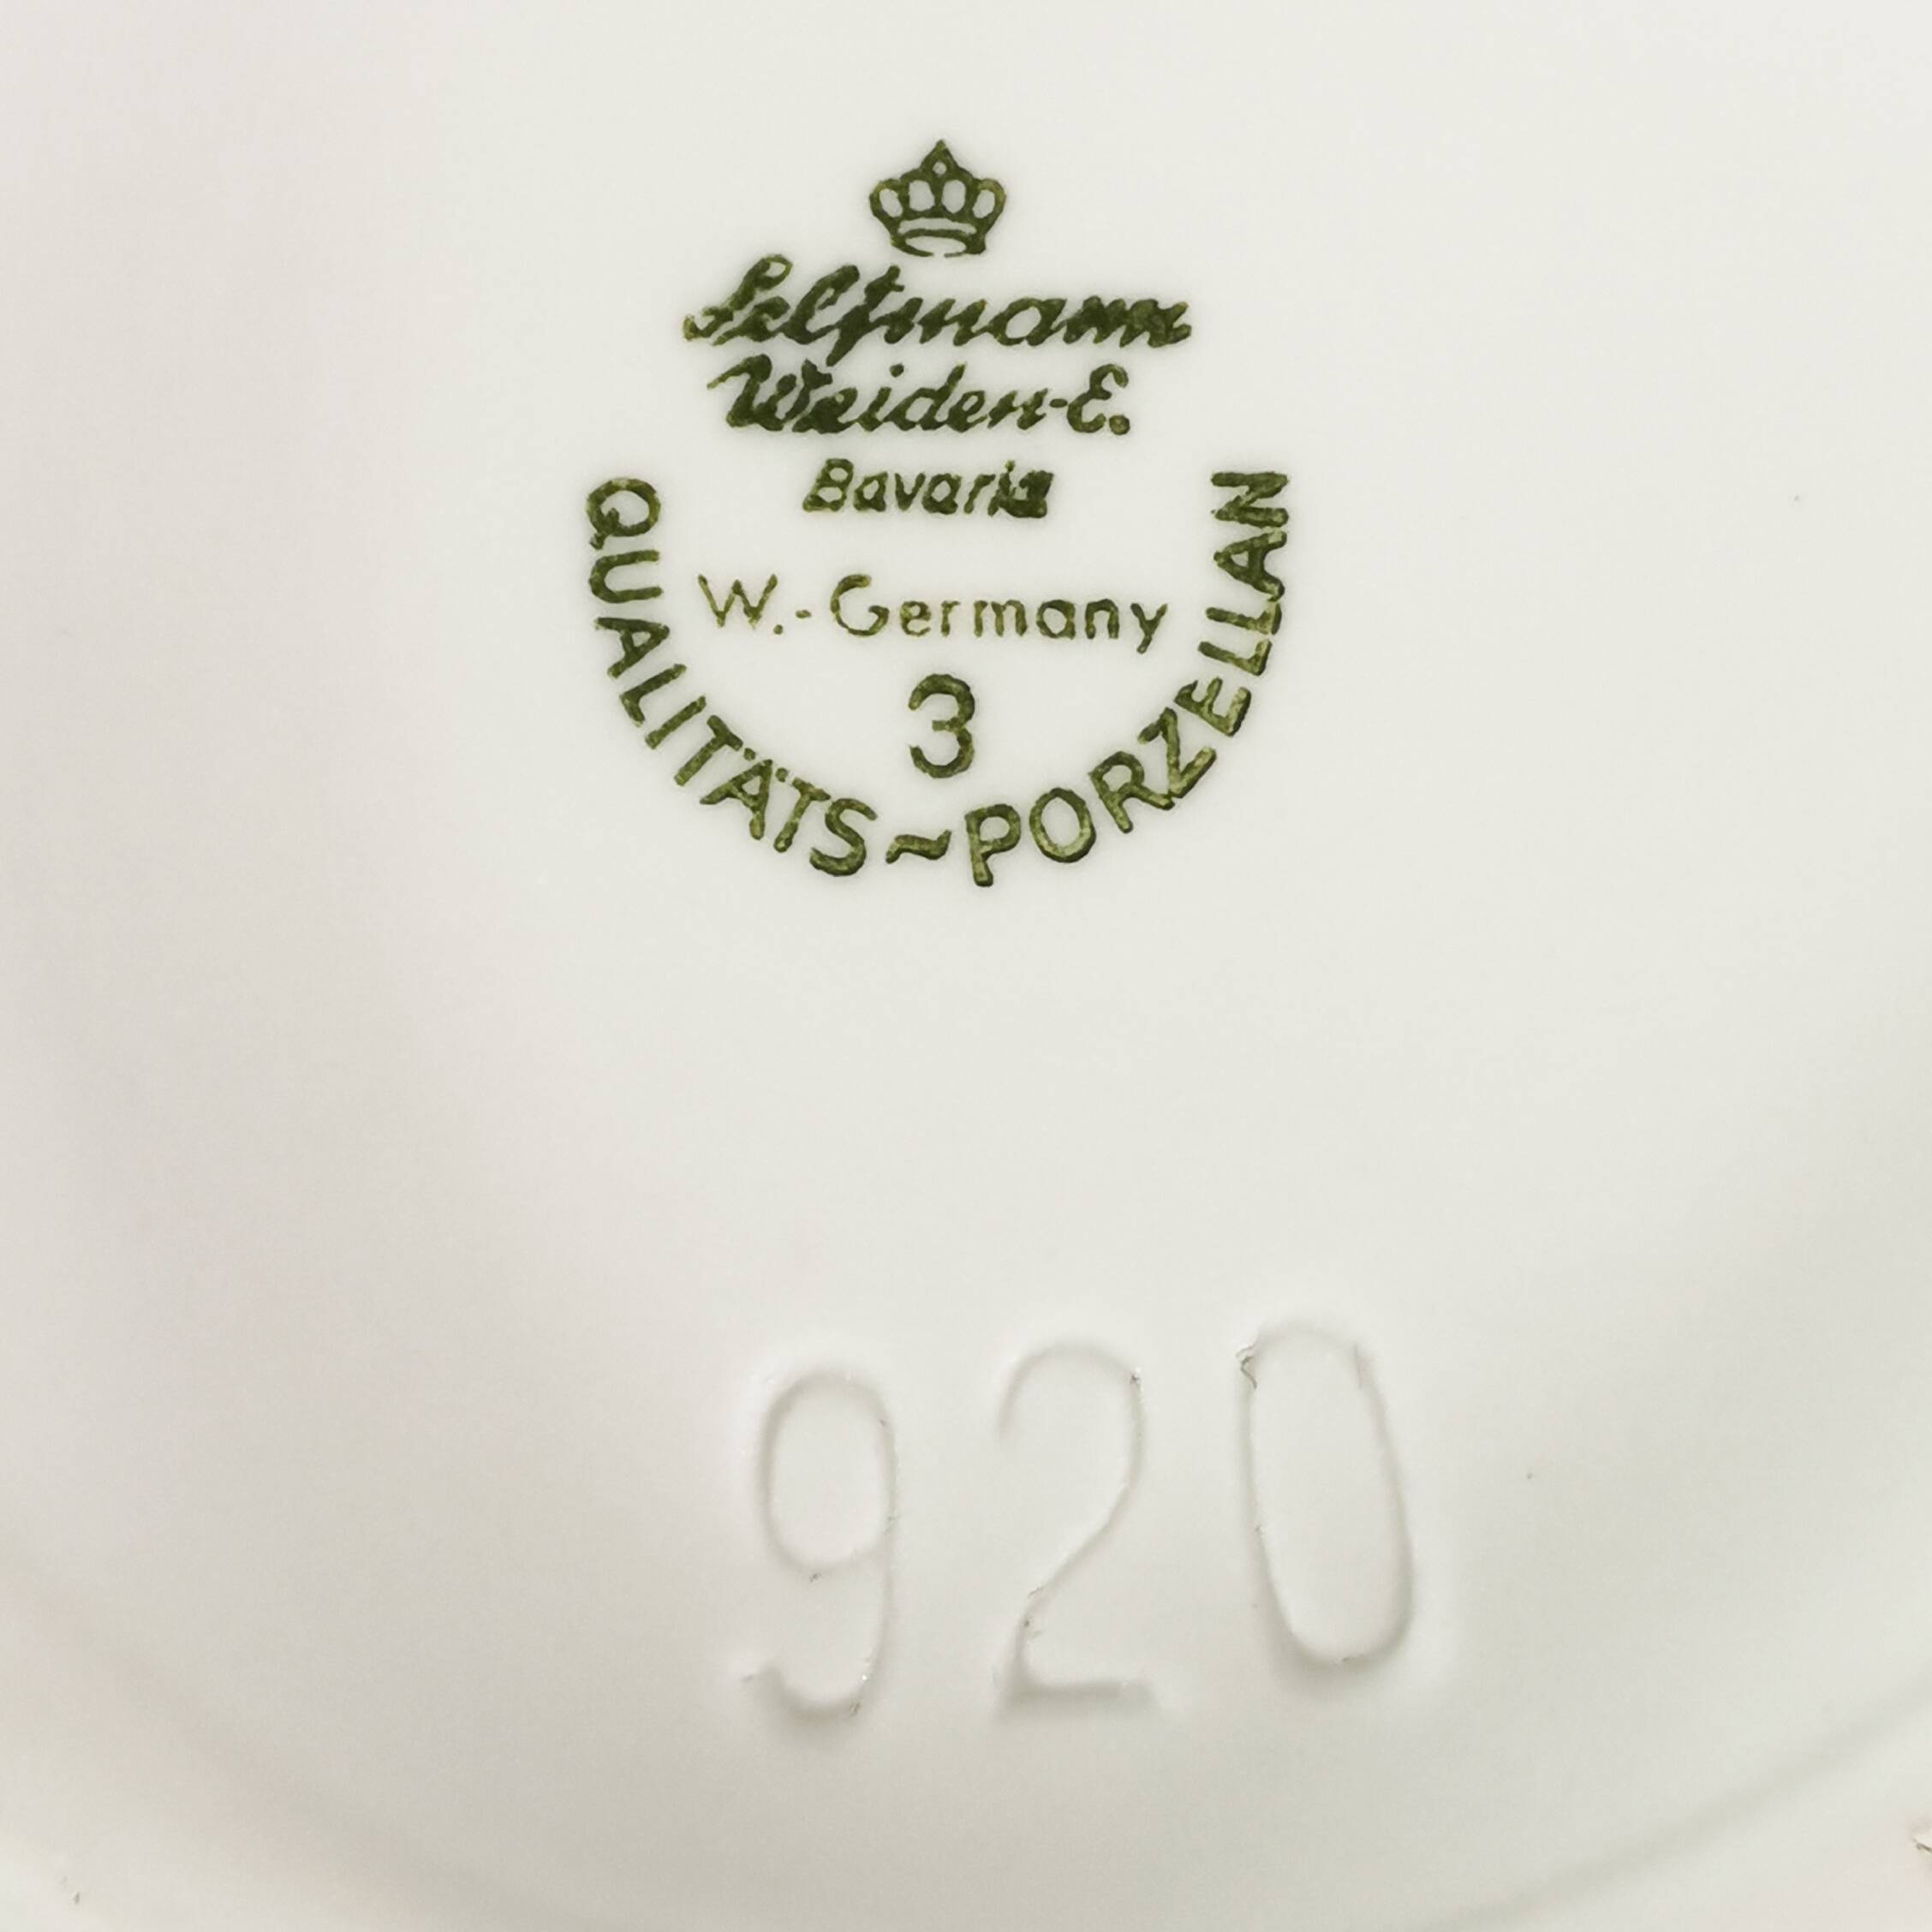 Seltmann
Weiden-E.
Bavaria
W.-Germany
3
QUALITÄTS~PORZELLAN
920